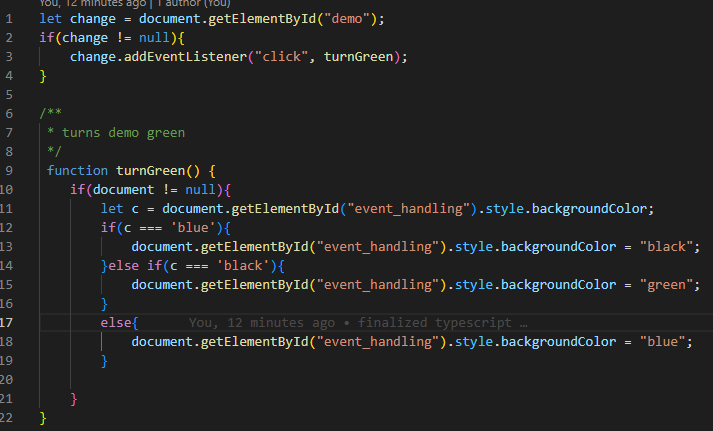 You, 12 minutes ago | 1 author (You)
1 let change = document.getElementById("demo");
2 if(change != null){
3     change.addEventListener("click", turnGreen);
4 }
5
6 /**
7  * turns demo green
8  */
9  function turnGreen() {
10     if(document != null){
11         let c = document.getElementById("event_handling").style.backgroundColor;
12         if(c === 'blue'){
13             document.getElementById("event_handling").style.backgroundColor = "black";
14         }else if(c === 'black'){
15             document.getElementById("event_handling").style.backgroundColor = "green";
16         }
17         else{       You, 12 minutes ago • finalized typescript …
18             document.getElementById("event_handling").style.backgroundColor = "blue";
19         }
20
21     }
22 }